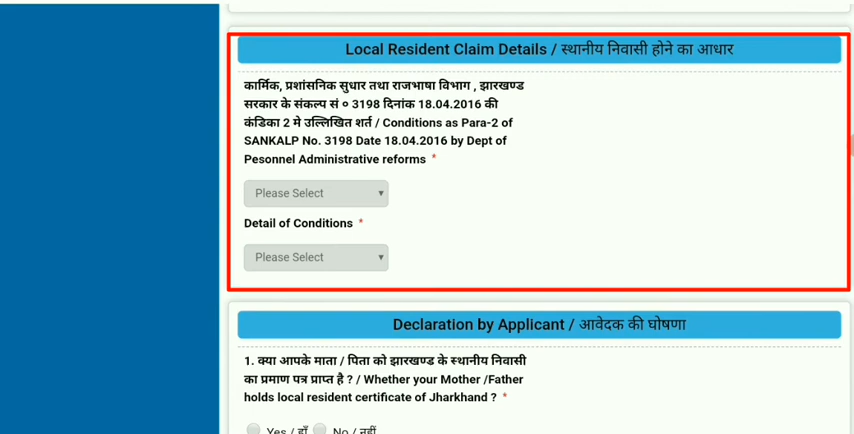 Local Resident Claim Details / स्थानीय निवासी होने का आधार
कार्मिक, प्रशांसनिक सुधार तथा राजभाषा विभाग , झारखण्ड
सरकार के संकल्प सं ० 3198 दिनांक 18.04.2016 की
कंडिका 2 मे उल्लिखित शर्त / Conditions as Para-2 of
SANKALP No. 3198 Date 18.04.2016 by Dept of
Pesonnel Administrative reforms *
Please Select
Detail of Conditions *
Please Select
Declaration by Applicant / आवेदक की घोषणा
1. क्या आपके माता / पिता को झारखण्ड के स्थानीय निवासी
का प्रमाण पत्र प्राप्त है ? / Whether your Mother /Father
holds local resident certificate of Jharkhand ? *
Yes / हाँ No / नहीं